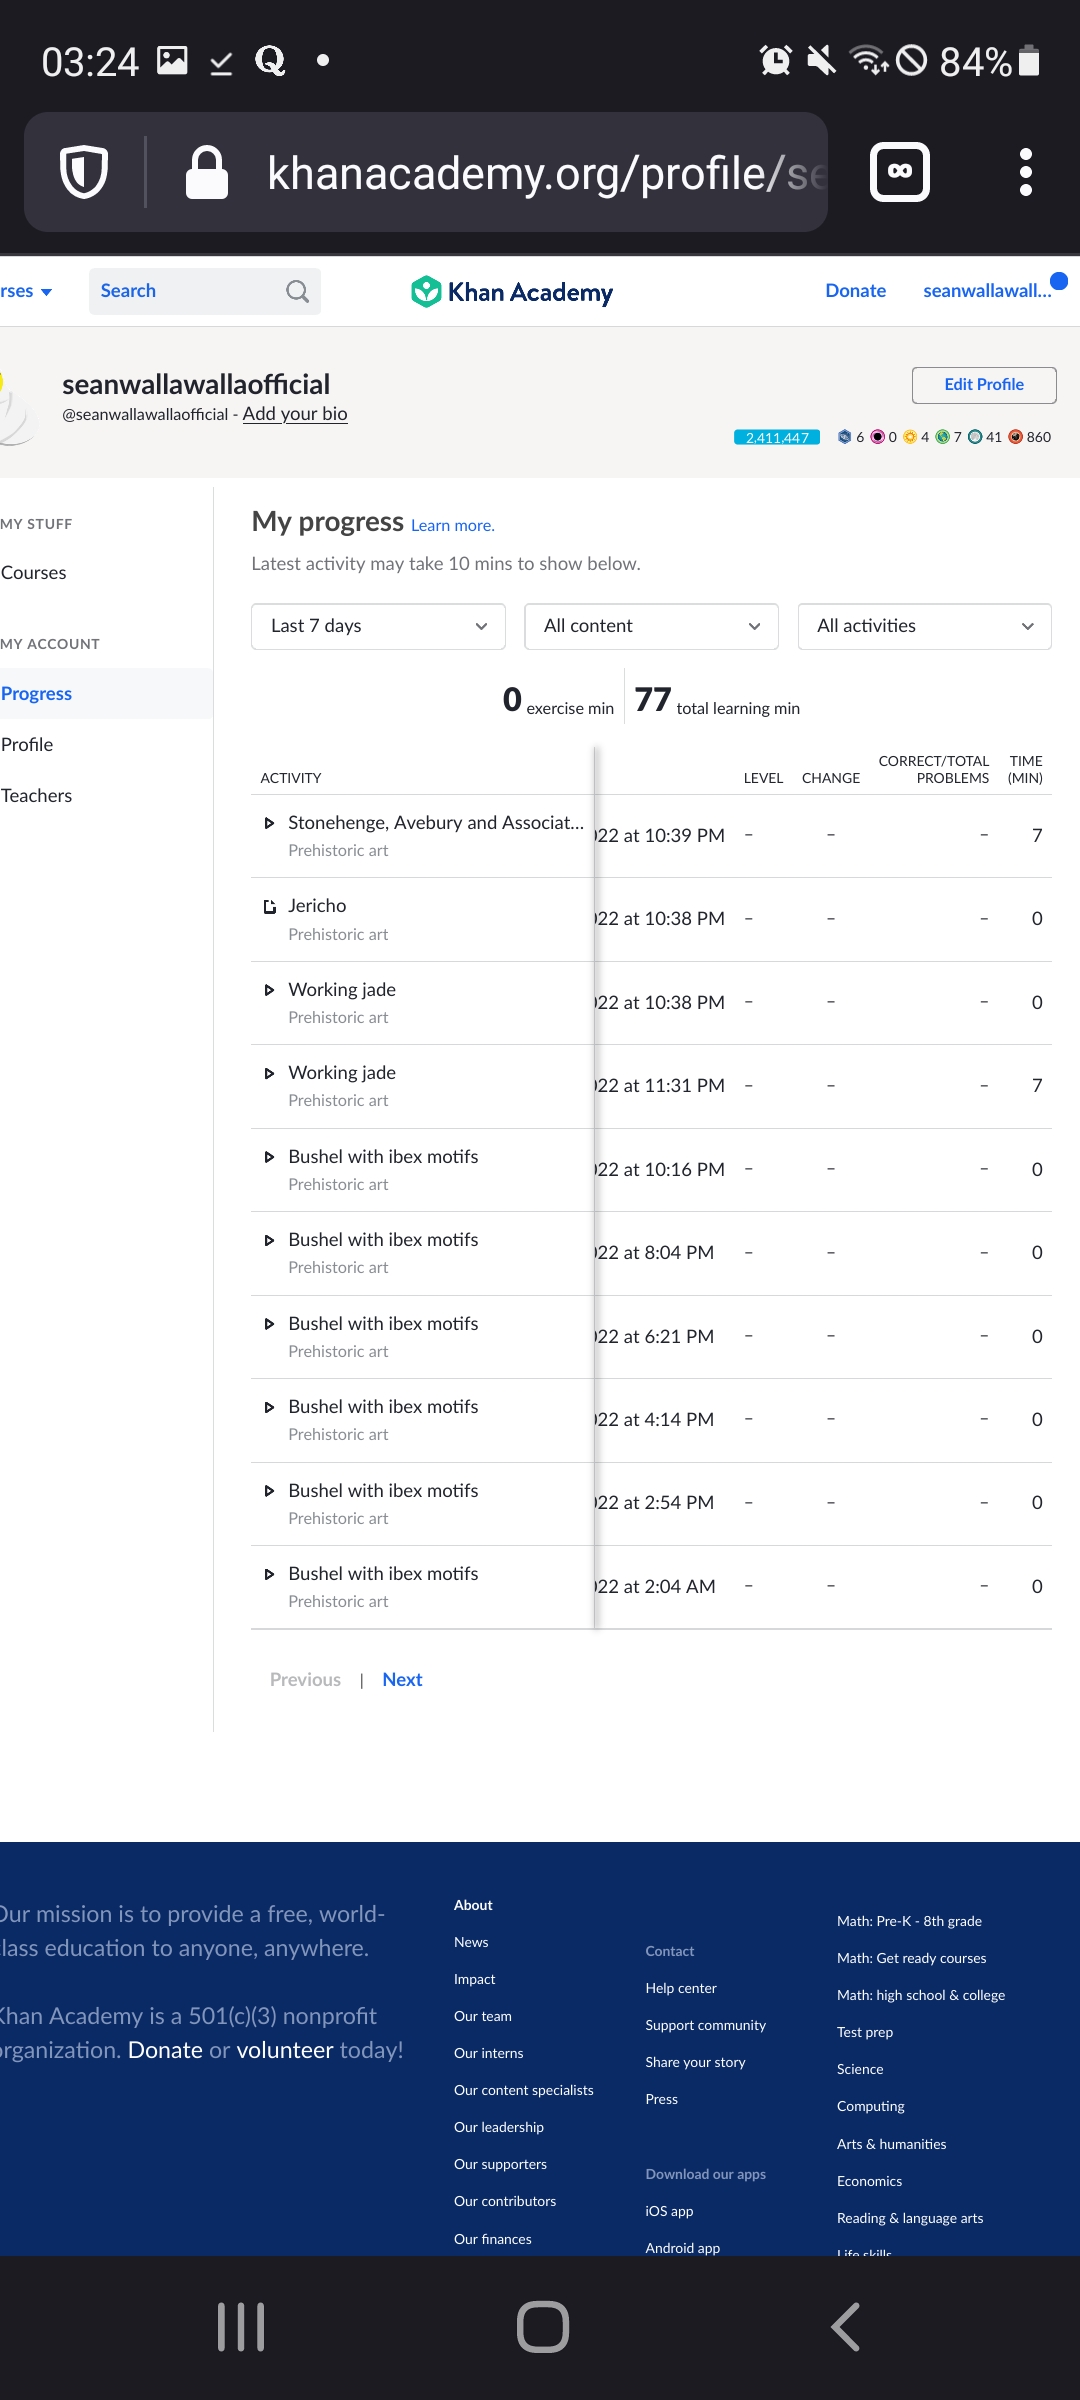 03:24
84%
khanacademy.org/profile/se
rses
Search
Khan Academy
Donate
seanwallawall...
seanwallawallaofficial
@seanwallawallaofficial - Add your bio
Edit Profile
2,411,447
6 0 4 7 41 860
MY STUFF
Courses
MY ACCOUNT
Progress
Profile
Teachers
My progress Learn more.
Latest activity may take 10 mins to show below.
Last 7 days
All content
All activities
0 exercise min
77 total learning min
ACTIVITY LEVEL CHANGE CORRECT/TOTAL PROBLEMS TIME (MIN)
Stonehenge, Avebury and Associat...
Prehistoric art
022 at 10:39 PM – – – 7
Jericho
Prehistoric art
022 at 10:38 PM – – – 0
Working jade
Prehistoric art
022 at 10:38 PM – – – 0
Working jade
Prehistoric art
022 at 11:31 PM – – – 7
Bushel with ibex motifs
Prehistoric art
022 at 10:16 PM – – – 0
Bushel with ibex motifs
Prehistoric art
022 at 8:04 PM – – – 0
Bushel with ibex motifs
Prehistoric art
022 at 6:21 PM – – – 0
Bushel with ibex motifs
Prehistoric art
022 at 4:14 PM – – – 0
Bushel with ibex motifs
Prehistoric art
022 at 2:54 PM – – – 0
Bushel with ibex motifs
Prehistoric art
022 at 2:04 AM – – – 0
Previous | Next
Our mission is to provide a free, world-
class education to anyone, anywhere.
Khan Academy is a 501(c)(3) nonprofit
organization. Donate or volunteer today!
About
News
Impact
Our team
Our interns
Our content specialists
Our leadership
Our supporters
Our contributors
Our finances
Contact
Help center
Support community
Share your story
Press
Download our apps
iOS app
Android app
Math: Pre-K - 8th grade
Math: Get ready courses
Math: high school & college
Test prep
Science
Computing
Arts & humanities
Economics
Reading & language arts
Life skills